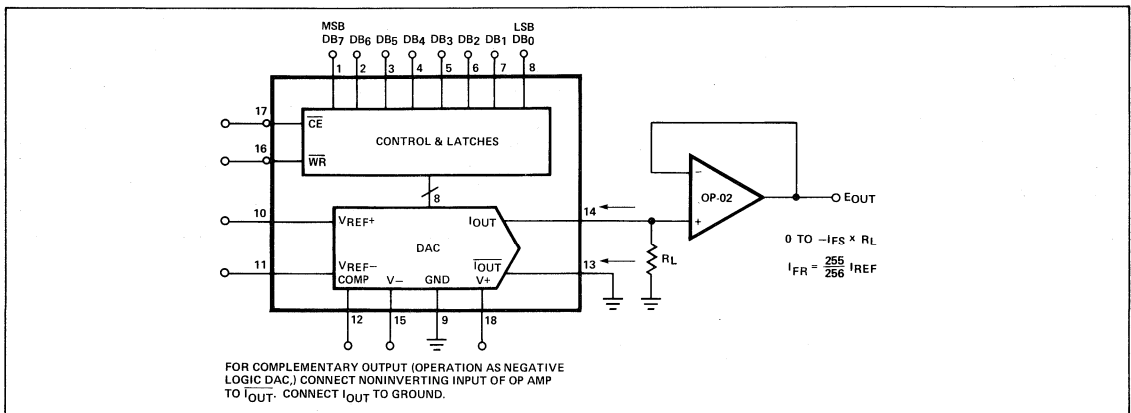 MSB LSB
DB7 DB6 DB5 DB4 DB3 DB2 DB1 DB0
1 2 3 4 5 6 7 8
17
CE
CONTROL & LATCHES
16
WR
8
10
VREF+
IOUT
14
DAC
11
VREF-
IOUT
13
COMP V- GND V+
12 15 9 18
RL
-
OP-02
+
EOUT
0 TO -IFS × RL
IFR = 255/256 IREF
FOR COMPLEMENTARY OUTPUT (OPERATION AS NEGATIVE
LOGIC DAC,) CONNECT NONINVERTING INPUT OF OP AMP
TO IOUT. CONNECT IOUT TO GROUND.